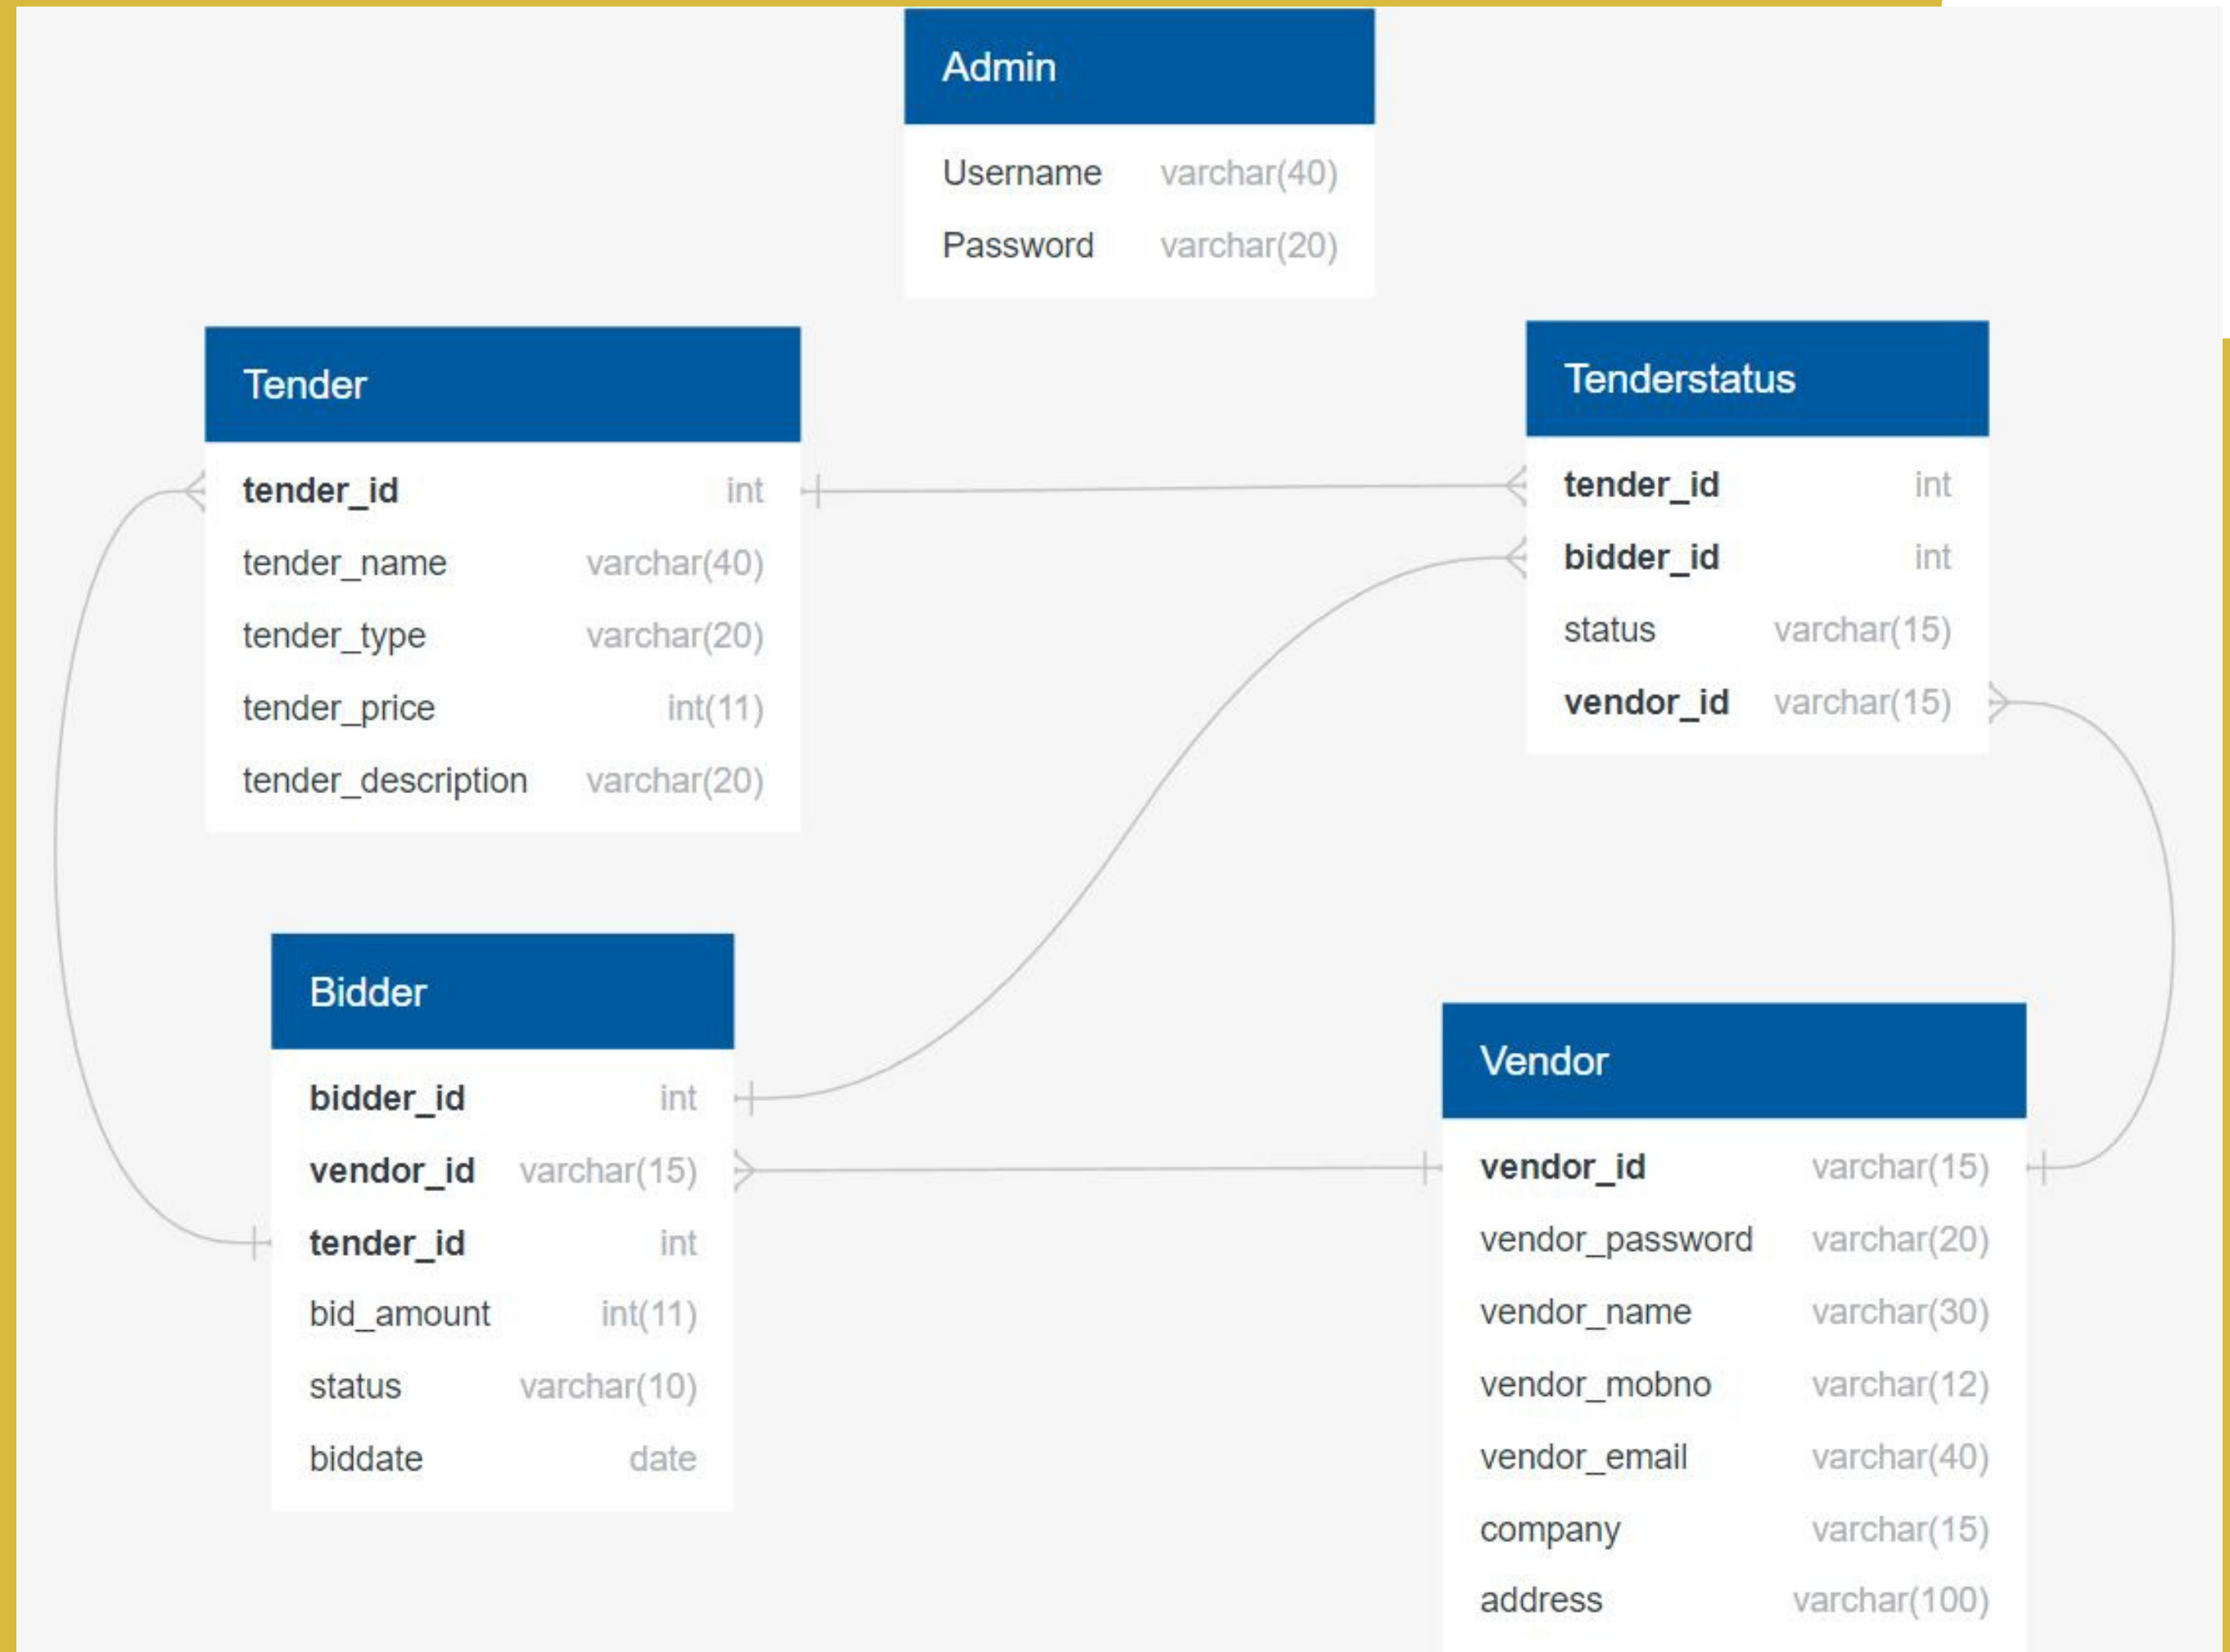 Admin
Username varchar(40)
Password varchar(20)
Tender
tender_id int
tender_name varchar(40)
tender_type varchar(20)
tender_price int(11)
tender_description varchar(20)
Tenderstatus
tender_id int
bidder_id int
status varchar(15)
vendor_id varchar(15)
Bidder
bidder_id int
vendor_id varchar(15)
tender_id int
bid_amount int(11)
status varchar(10)
biddate date
Vendor
vendor_id varchar(15)
vendor_password varchar(20)
vendor_name varchar(30)
vendor_mobno varchar(12)
vendor_email varchar(40)
company varchar(15)
address varchar(100)